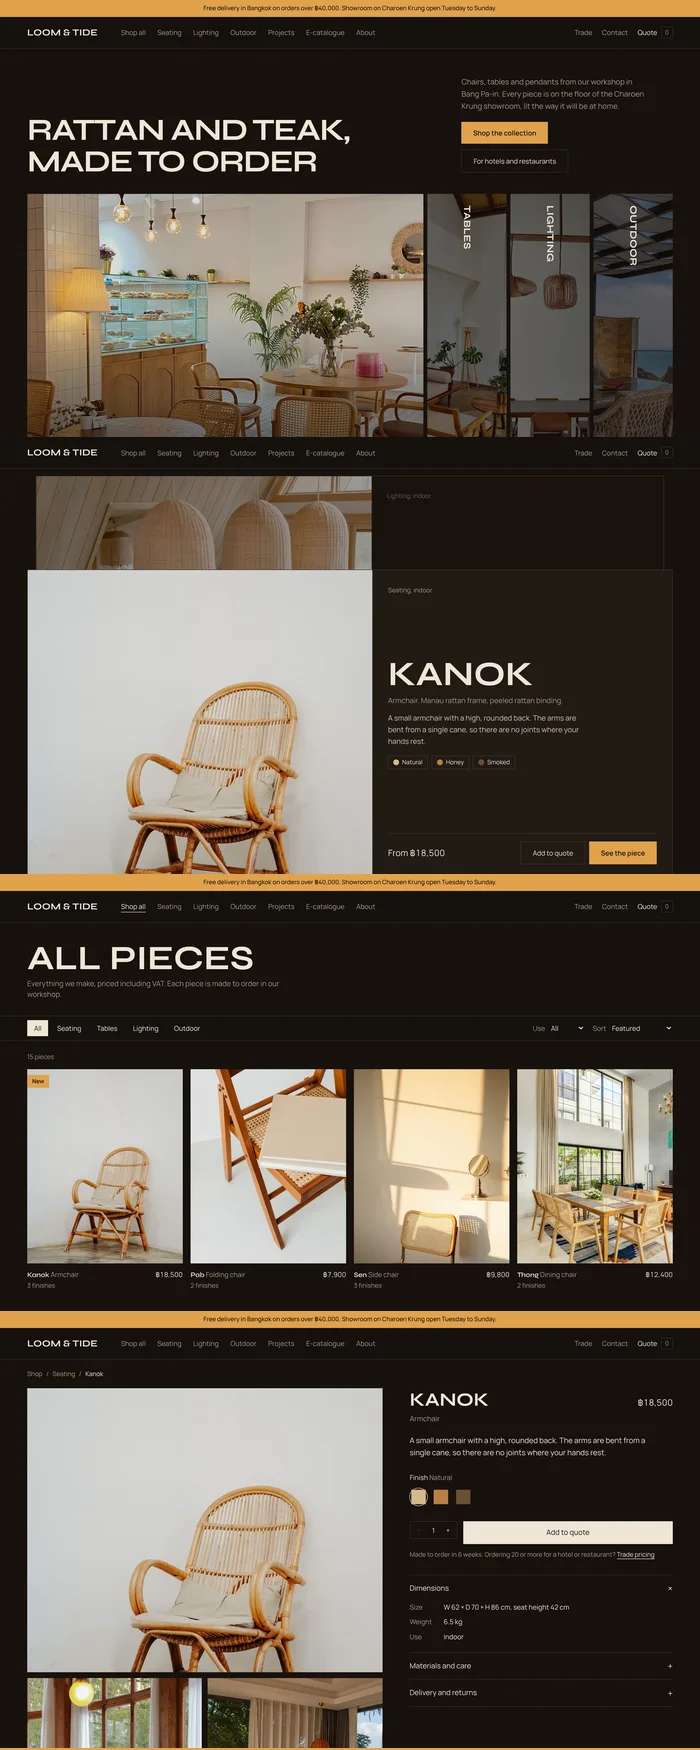 Free delivery in Bangkok on orders over ฿40,000. Showroom on Charoen Krung open Tuesday to Sunday.
LOOM & TIDE Shop all Seating Lighting Outdoor Projects E-catalogue About Trade Contact Quote 0
Chairs, tables and pendants from our workshop in
Bang Pa-in. Every piece is on the floor of the Charoen
Krung showroom, lit the way it will be at home.
RATTAN AND TEAK,
MADE TO ORDER
Shop the collection
For hotels and restaurants
TABLES
LIGHTING
OUTDOOR
LOOM & TIDE Shop all Seating Lighting Outdoor Projects E-catalogue About Trade Contact Quote 0
Lighting, indoor
Seating, indoor
KANOK
Armchair. Manau rattan frame, peeled rattan binding.
A small armchair with a high, rounded back. The arms are
bent from a single cane, so there are no joints where your
hands rest.
Natural Honey Smoked
From ฿18,500 Add to quote See the piece
Free delivery in Bangkok on orders over ฿40,000. Showroom on Charoen Krung open Tuesday to Sunday.
LOOM & TIDE Shop all Seating Lighting Outdoor Projects E-catalogue About Trade Contact Quote 0
ALL PIECES
Everything we make, priced including VAT. Each piece is made to order in our
workshop.
All Seating Tables Lighting Outdoor Use All Sort Featured
15 pieces
New
Kanok Armchair ฿18,500
3 finishes
Pab Folding chair ฿7,900
2 finishes
Sen Side chair ฿9,800
3 finishes
Thong Dining chair ฿12,400
2 finishes
Free delivery in Bangkok on orders over ฿40,000. Showroom on Charoen Krung open Tuesday to Sunday.
LOOM & TIDE Shop all Seating Lighting Outdoor Projects E-catalogue About Trade Contact Quote 0
Shop / Seating / Kanok
KANOK ฿18,500
Armchair
A small armchair with a high, rounded back. The arms are bent from a
single cane, so there are no joints where your hands rest.
Finish Natural
- 1 + Add to quote
Made to order in 6 weeks. Ordering 20 or more for a hotel or restaurant? Trade pricing
Dimensions ×
Size W 62 × D 70 × H 86 cm, seat height 42 cm
Weight 6.5 kg
Use Indoor
Materials and care +
Delivery and returns +